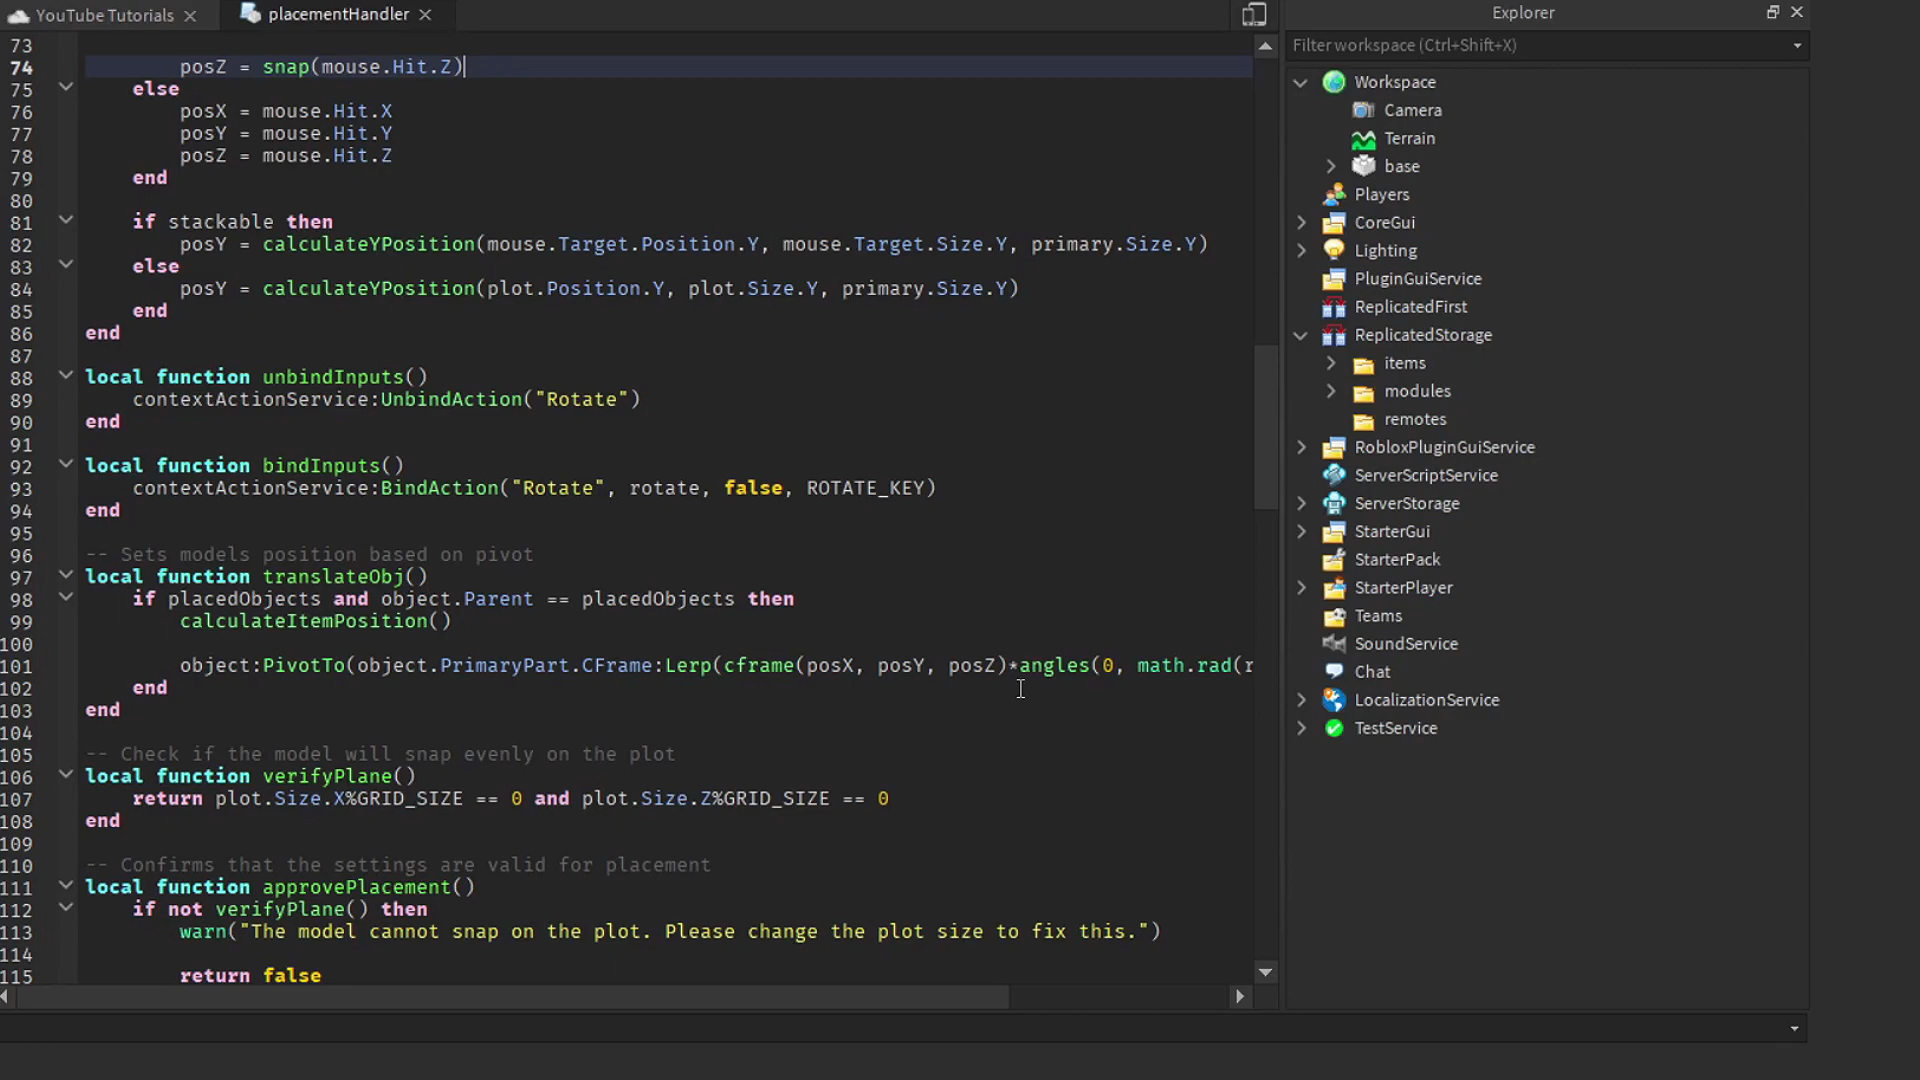 YouTube Tutorials
placementHandler
Explorer
Filter workspace (Ctrl+Shift+X)
73
74 posZ = snap(mouse.Hit.Z)
75 else
76 posX = mouse.Hit.X
77 posY = mouse.Hit.Y
78 posZ = mouse.Hit.Z
79 end
80
81 if stackable then
82 posY = calculateYPosition(mouse.Target.Position.Y, mouse.Target.Size.Y, primary.Size.Y)
83 else
84 posY = calculateYPosition(plot.Position.Y, plot.Size.Y, primary.Size.Y)
85 end
86 end
87
88 local function unbindInputs()
89 contextActionService:UnbindAction("Rotate")
90 end
91
92 local function bindInputs()
93 contextActionService:BindAction("Rotate", rotate, false, ROTATE_KEY)
94 end
95
96 -- Sets models position based on pivot
97 local function translateObj()
98 if placedObjects and object.Parent == placedObjects then
99 calculateItemPosition()
100
101 object:PivotTo(object.PrimaryPart.CFrame:Lerp(cframe(posX, posY, posZ)*angles(0, math.rad(r
102 end
103 end
104
105 -- Check if the model will snap evenly on the plot
106 local function verifyPlane()
107 return plot.Size.X%GRID_SIZE == 0 and plot.Size.Z%GRID_SIZE == 0
108 end
109
110 -- Confirms that the settings are valid for placement
111 local function approvePlacement()
112 if not verifyPlane() then
113 warn("The model cannot snap on the plot. Please change the plot size to fix this.")
114
115 return false
Workspace
Camera
Terrain
base
Players
CoreGui
Lighting
PluginGuiService
ReplicatedFirst
ReplicatedStorage
items
modules
remotes
RobloxPluginGuiService
ServerScriptService
ServerStorage
StarterGui
StarterPack
StarterPlayer
Teams
SoundService
Chat
LocalizationService
TestService